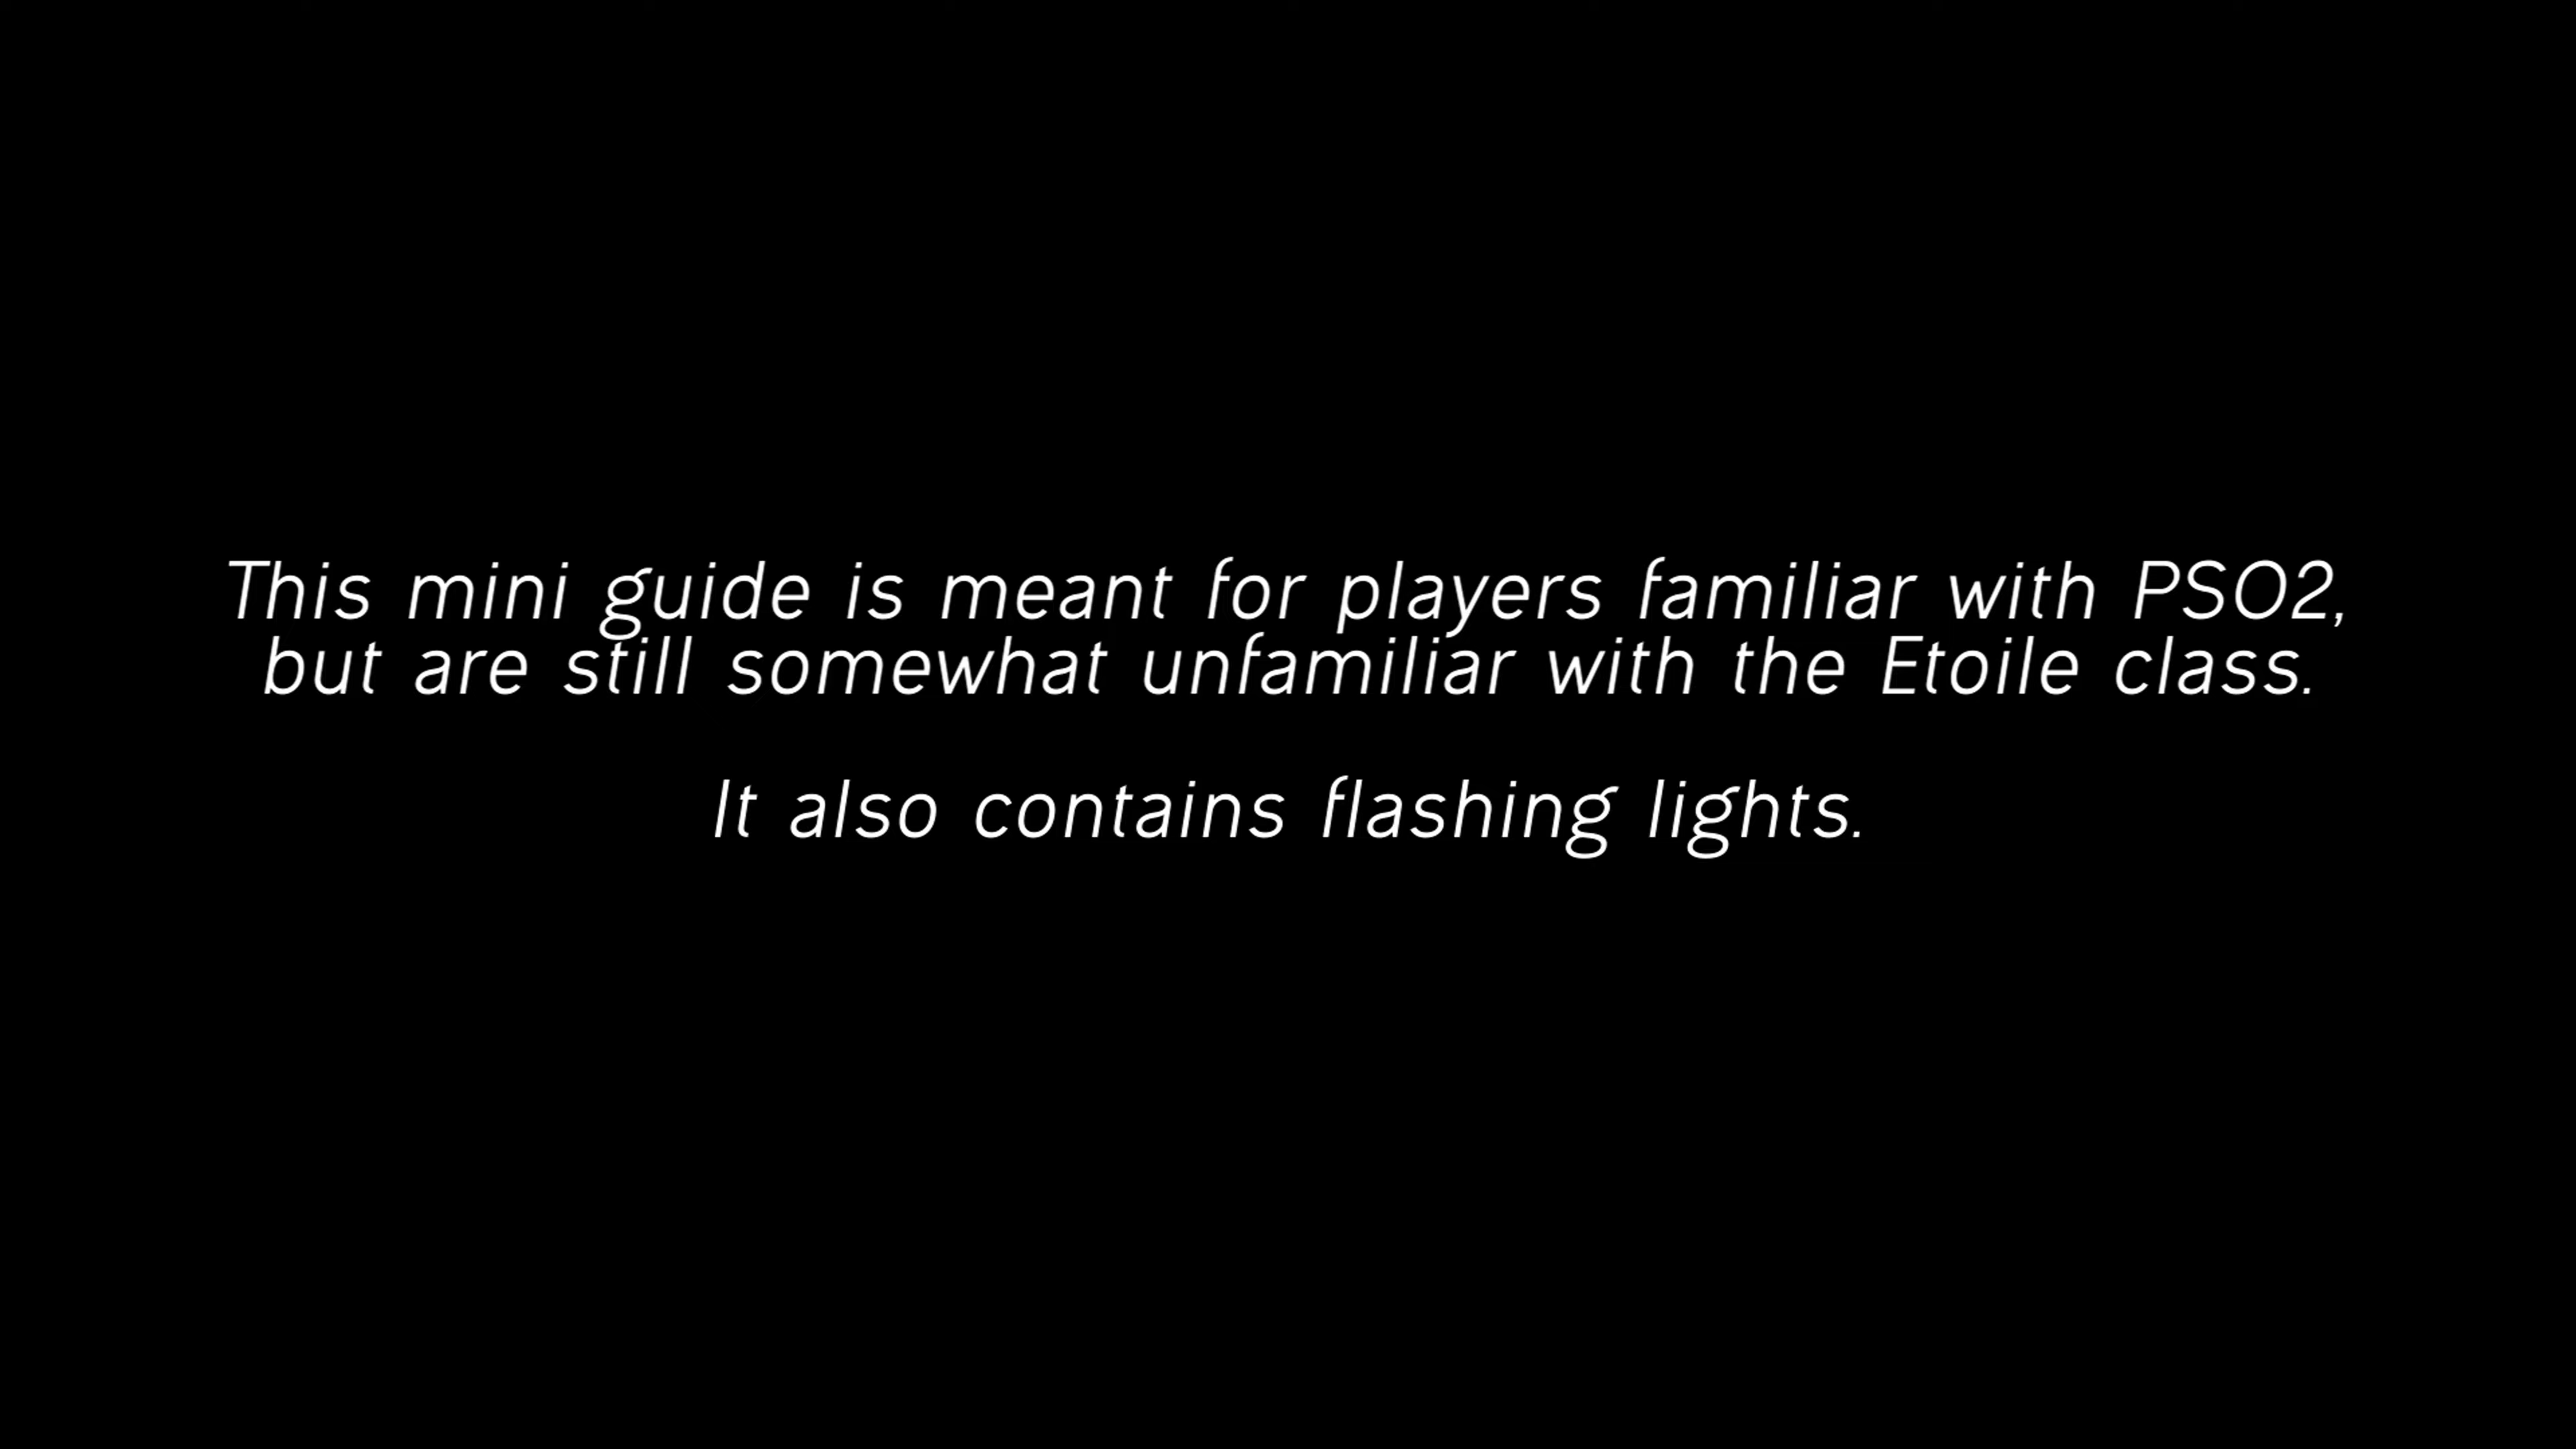 This mini guide is meant for players familiar with PSO2,
but are still somewhat unfamiliar with the Etoile class.
It also contains flashing lights.